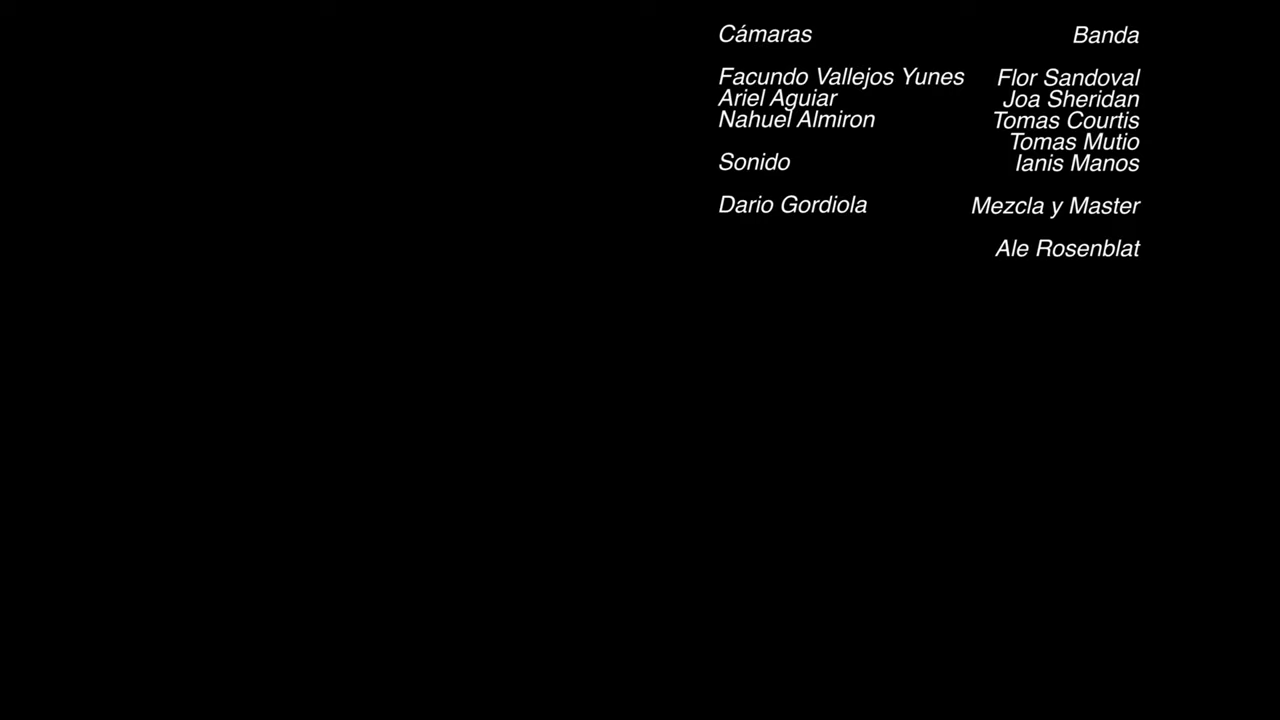 Cámaras
Facundo Vallejos Yunes
Ariel Aguiar
Nahuel Almiron
Sonido
Dario Gordiola
Banda
Flor Sandoval
Joa Sheridan
Tomas Courtis
Tomas Mutio
Ianis Manos
Mezcla y Master
Ale Rosenblat